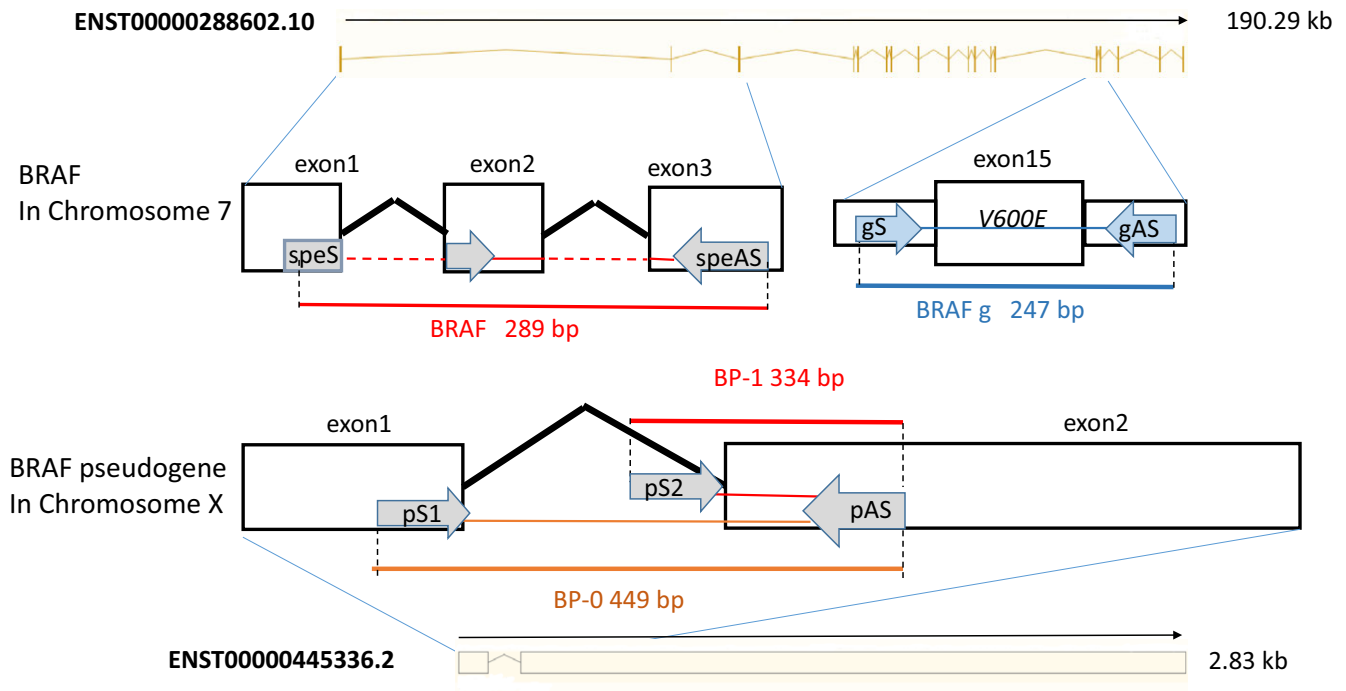 ENST00000288602.10
190.29 kb
BRAF
In Chromosome 7
exon1
exon2
exon3
exon15
speS
speAS
gS
V600E
gAS
BRAF 289 bp
BRAF g 247 bp
BP-1 334 bp
exon1
exon2
BRAF pseudogene
In Chromosome X
pS1
pS2
pAS
BP-0 449 bp
ENST00000445336.2
2.83 kb